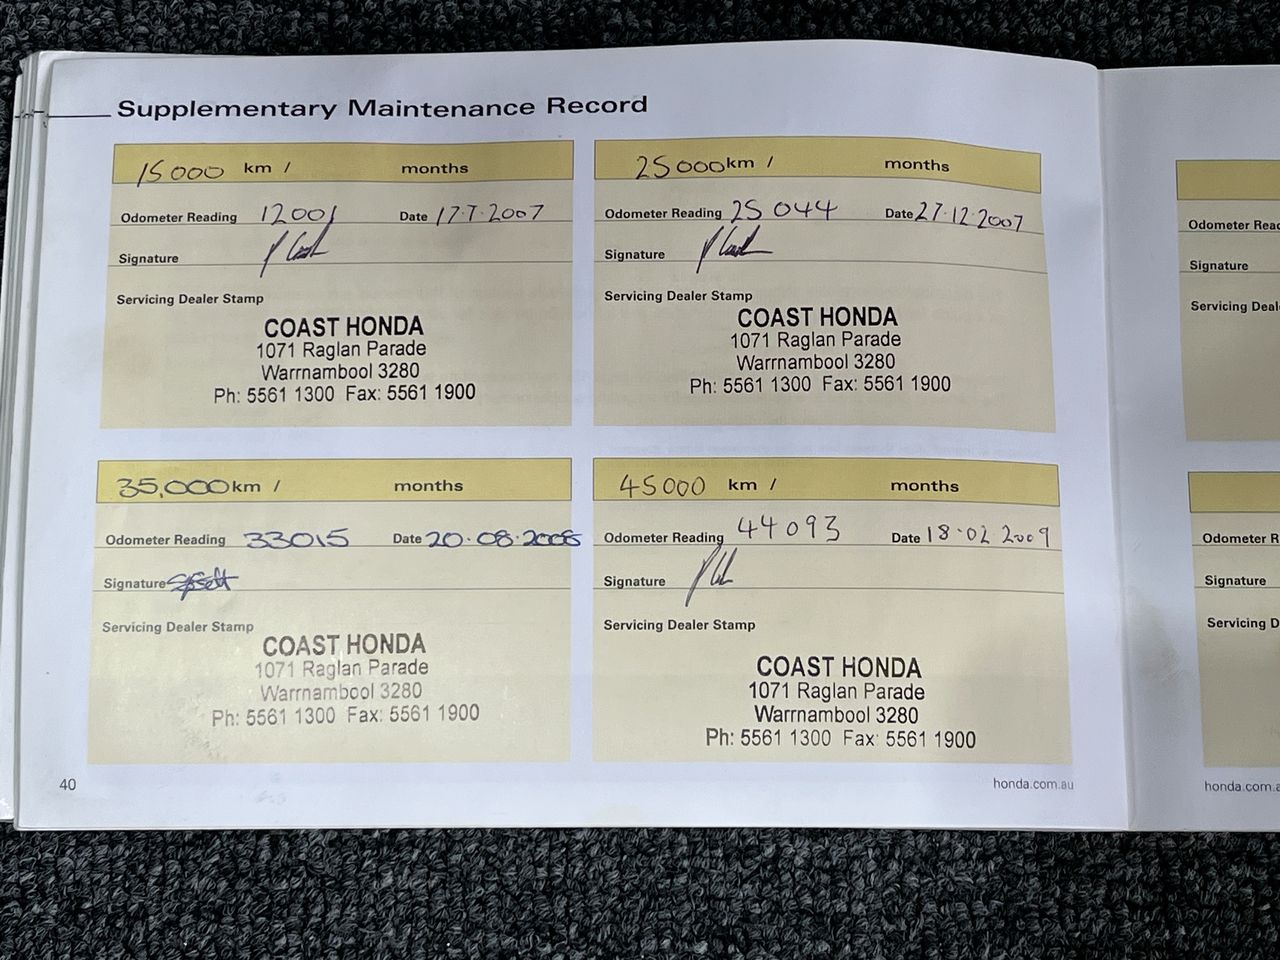 Supplementary Maintenance Record
15000 km / months
Odometer Reading 12001 Date 17.7.2007
Signature
Servicing Dealer Stamp
COAST HONDA
1071 Raglan Parade
Warrnambool 3280
Ph: 5561 1300 Fax: 5561 1900
25000 km / months
Odometer Reading 25 044 Date 27.12.2007
Signature
Servicing Dealer Stamp
COAST HONDA
1071 Raglan Parade
Warrnambool 3280
Ph: 5561 1300 Fax: 5561 1900
35,000 km / months
Odometer Reading 33015 Date 20.08.2008
Signature
Servicing Dealer Stamp
COAST HONDA
1071 Raglan Parade
Warrnambool 3280
Ph: 5561 1300 Fax: 5561 1900
45000 km / months
Odometer Reading 44093 Date 18.02.2009
Signature
Servicing Dealer Stamp
COAST HONDA
1071 Raglan Parade
Warrnambool 3280
Ph: 5561 1300 Fax: 5561 1900
40
honda.com.au
Odometer
Signature
Servicing
Odometer R
Signature
Servicing D
honda.com.a